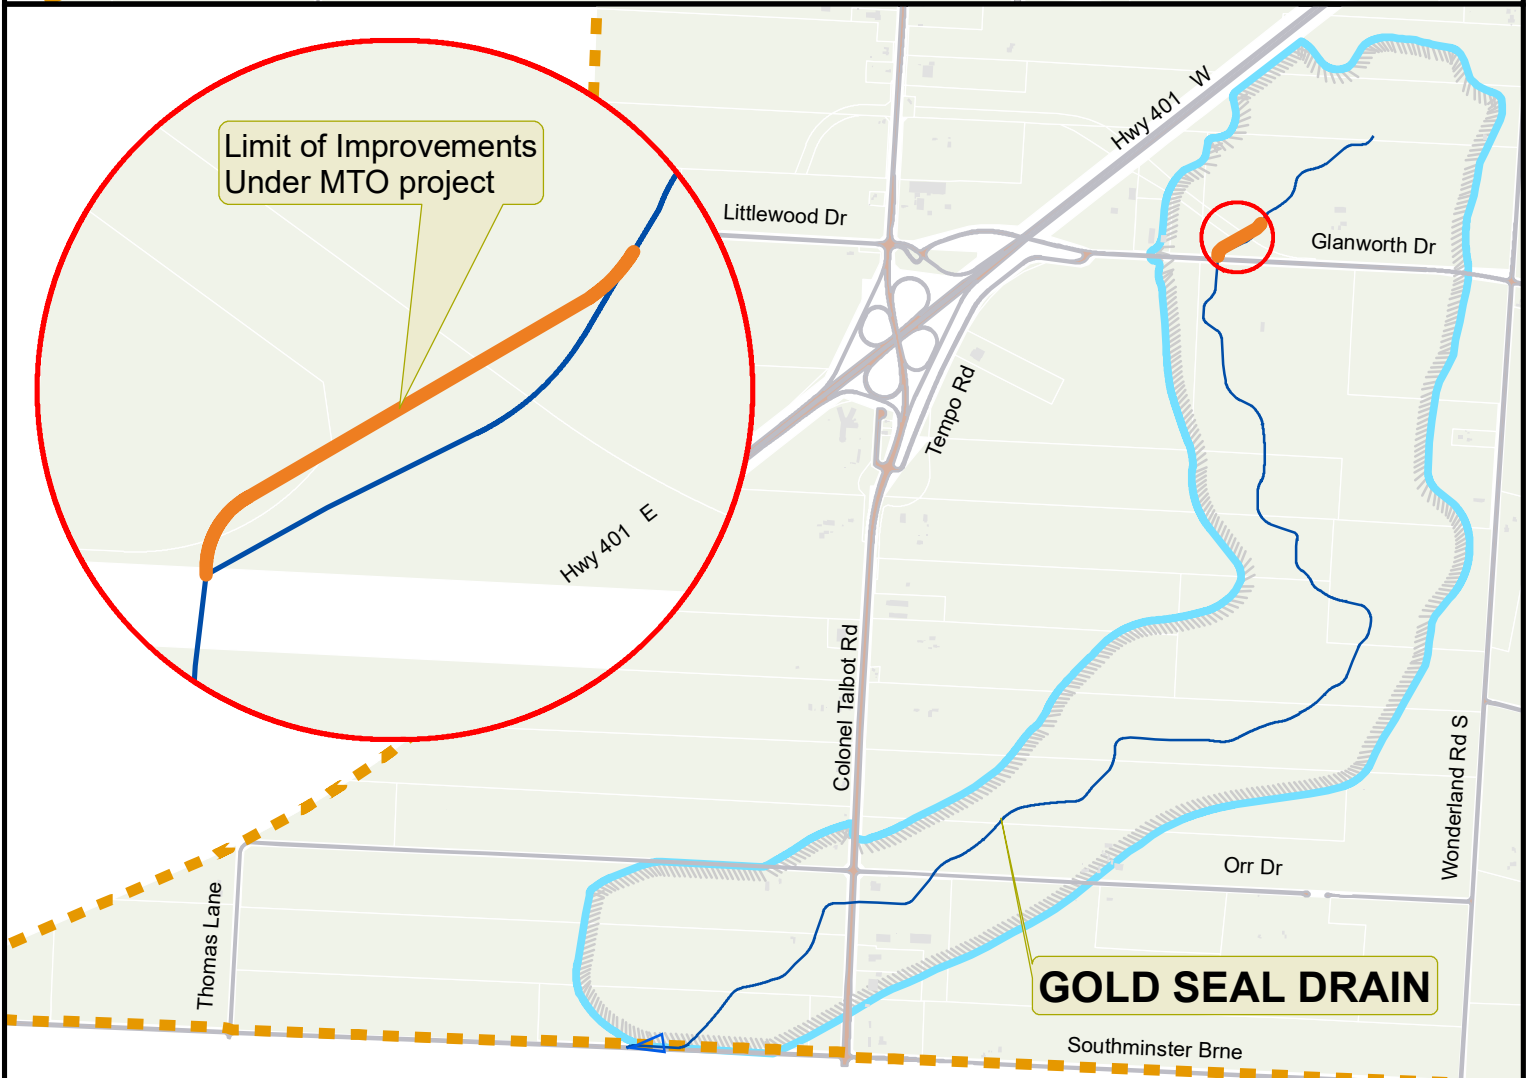 Limit of Improvements
Under MTO project
Hwy 401 W
Littlewood Dr
Glanworth Dr
Tempo Rd
Hwy 401 E
Colonel Talbot Rd
Wonderland Rd S
Orr Dr
Thomas Lane
GOLD SEAL DRAIN
Southminster Brne